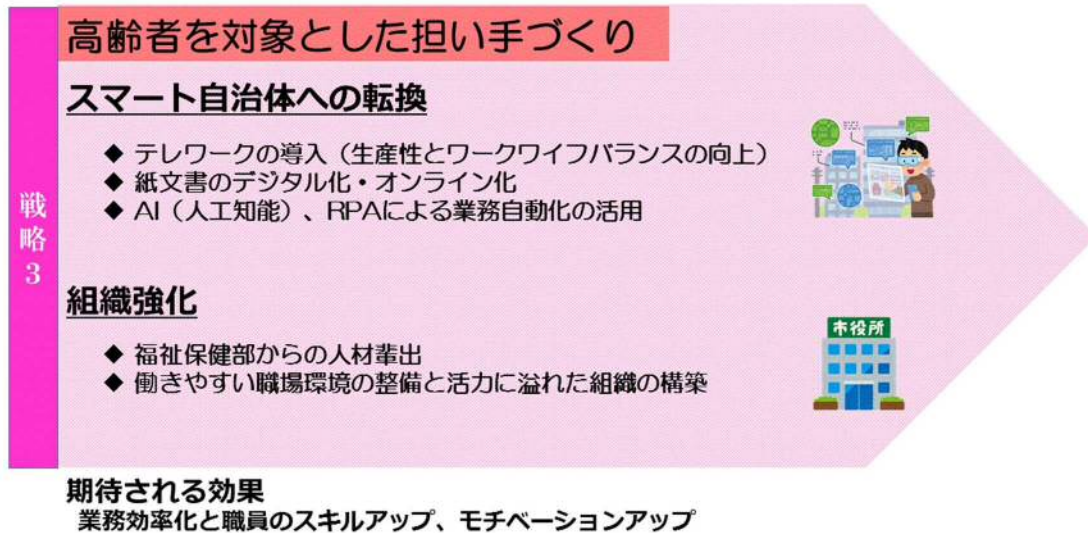 高齢者を対象とした担い手づくり
スマート自治体への転換
◆ テレワークの導入（生産性とワークワイフバランスの向上）
◆ 紙文書のデジタル化・オンライン化
◆ AI（人工知能）、RPAによる業務自動化の活用
戦略3
組織強化
市役所
◆ 福祉保健部からの人材輩出
◆ 働きやすい職場環境の整備と活力に溢れた組織の構築
期待される効果
業務効率化と職員のスキルアップ、モチベーションアップ